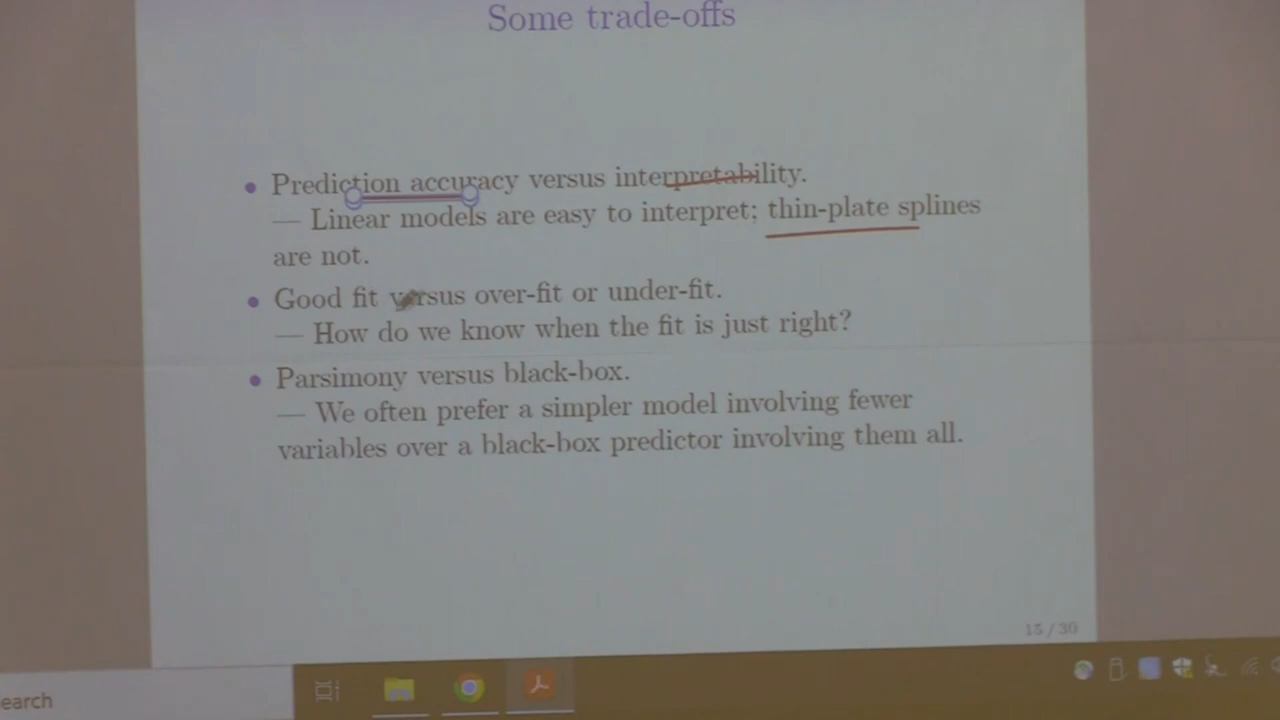 Some trade-offs
• Prediction accuracy versus interpretability.
— Linear models are easy to interpret; thin-plate splines
are not.
• Good fit versus over-fit or under-fit.
— How do we know when the fit is just right?
• Parsimony versus black-box.
— We often prefer a simpler model involving fewer
variables over a black-box predictor involving them all.
15 / 30
earch